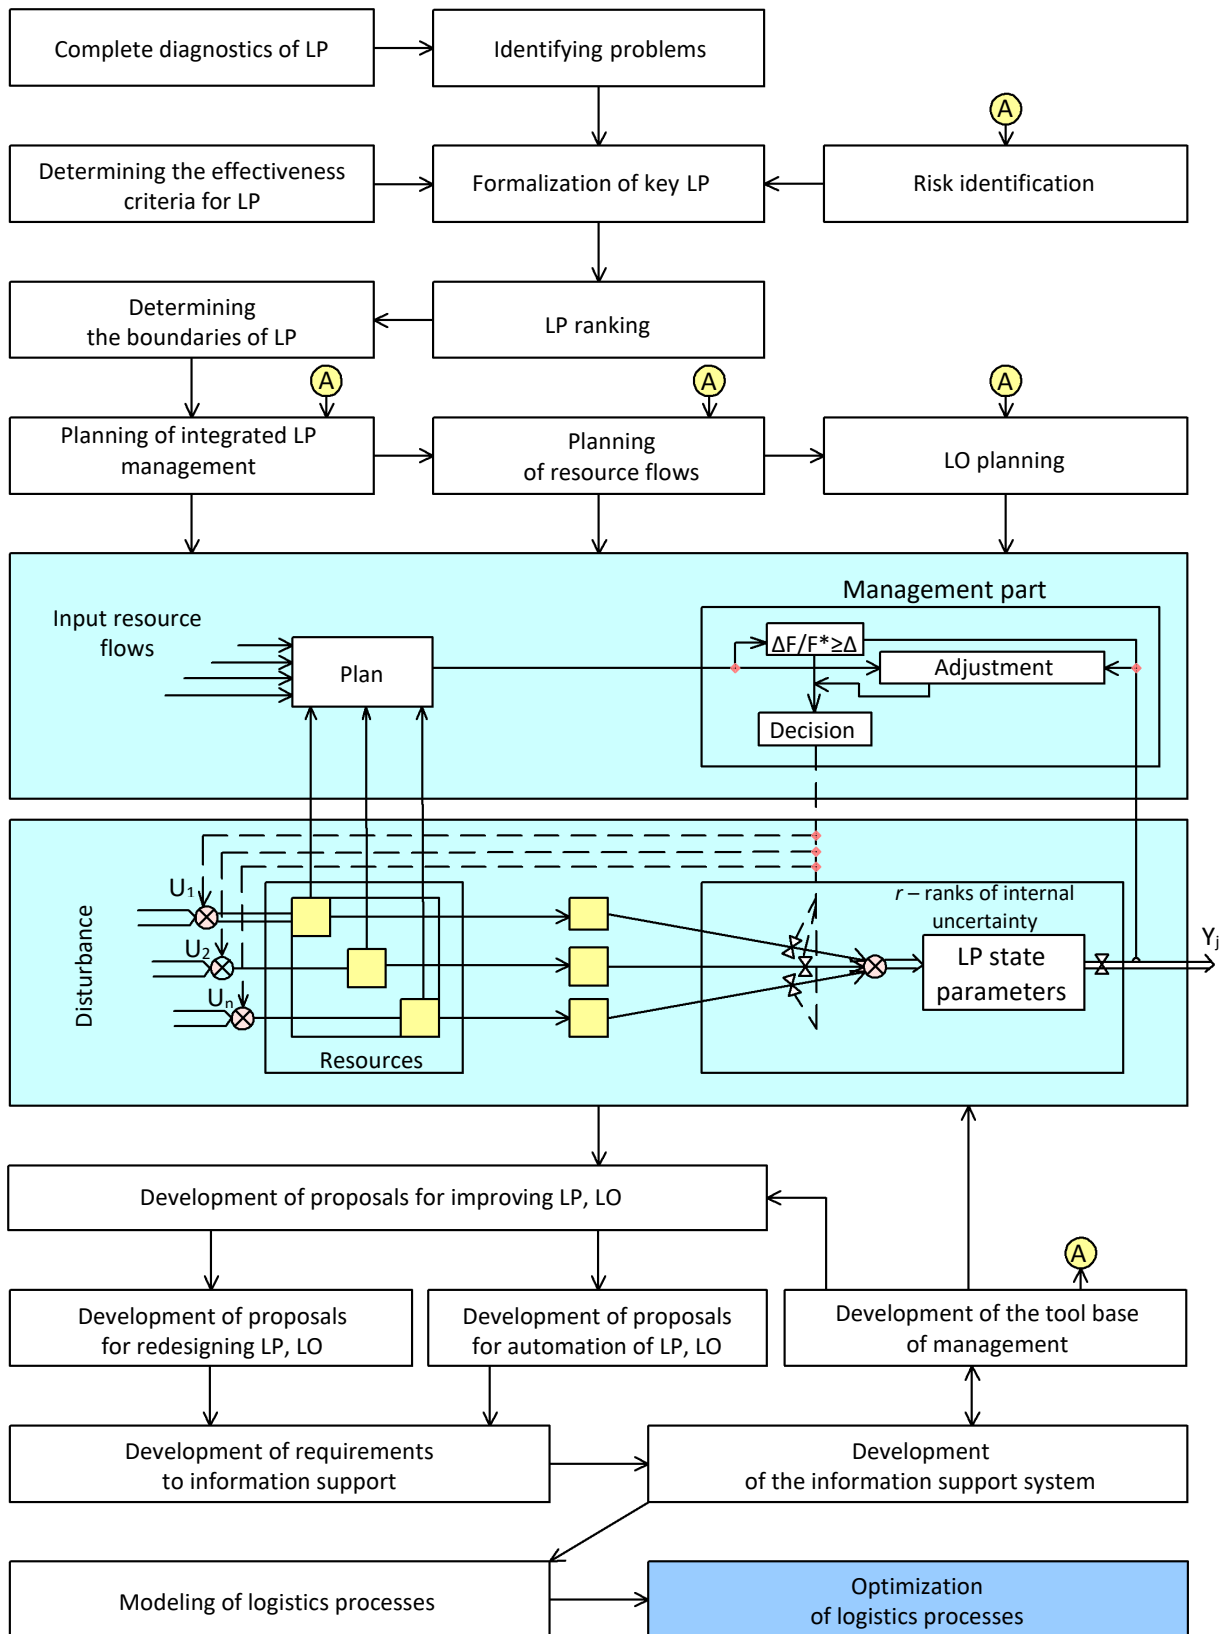 Complete diagnostics of LP
Identifying problems
A
Determining the effectiveness
criteria for LP
Formalization of key LP
Risk identification
Determining
the boundaries of LP
LP ranking
A
A
A
Planning of integrated LP
management
Planning
of resource flows
LO planning
Management part
Input resource
flows
Plan
ΔF/F*≥Δ
Adjustment
Decision
Disturbance
U1
U2
Un
Resources
r – ranks of internal
uncertainty
LP state
parameters
Yj
Development of proposals for improving LP, LO
A
Development of proposals
for redesigning LP, LO
Development of proposals
for automation of LP, LO
Development of the tool base
of management
Development of requirements
to information support
Development
of the information support system
Modeling of logistics processes
Optimization
of logistics processes